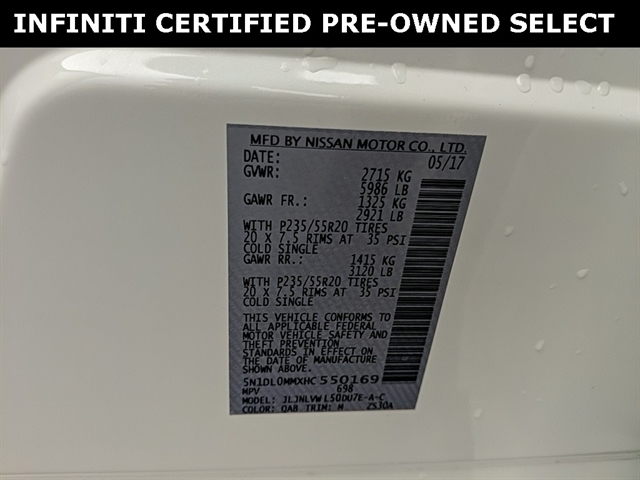 INFINITI CERTIFIED PRE-OWNED SELECT
MFD BY NISSAN MOTOR CO., LTD.
DATE: 05/17
GVWR: 2715 KG
5986 LB
GAWR FR.: 1325 KG
2921 LB
WITH P235/55R20 TIRES
20 X 7.5 RIMS AT 35 PSI
COLD SINGLE
GAWR RR.: 1415 KG
3120 LB
WITH P235/55R20 TIRES
20 X 7.5 RIMS AT 35 PSI
COLD SINGLE
THIS VEHICLE CONFORMS TO
ALL APPLICABLE FEDERAL
MOTOR VEHICLE SAFETY AND
THEFT PREVENTION
STANDARDS IN EFFECT ON
THE DATE OF MANUFACTURE
SHOWN ABOVE.
5N1DL0MMXHC550169
MPV 698
MODEL: JLJNLVWL50DU7E-A-C
COLOR: QAB TRIM: H ZS30A